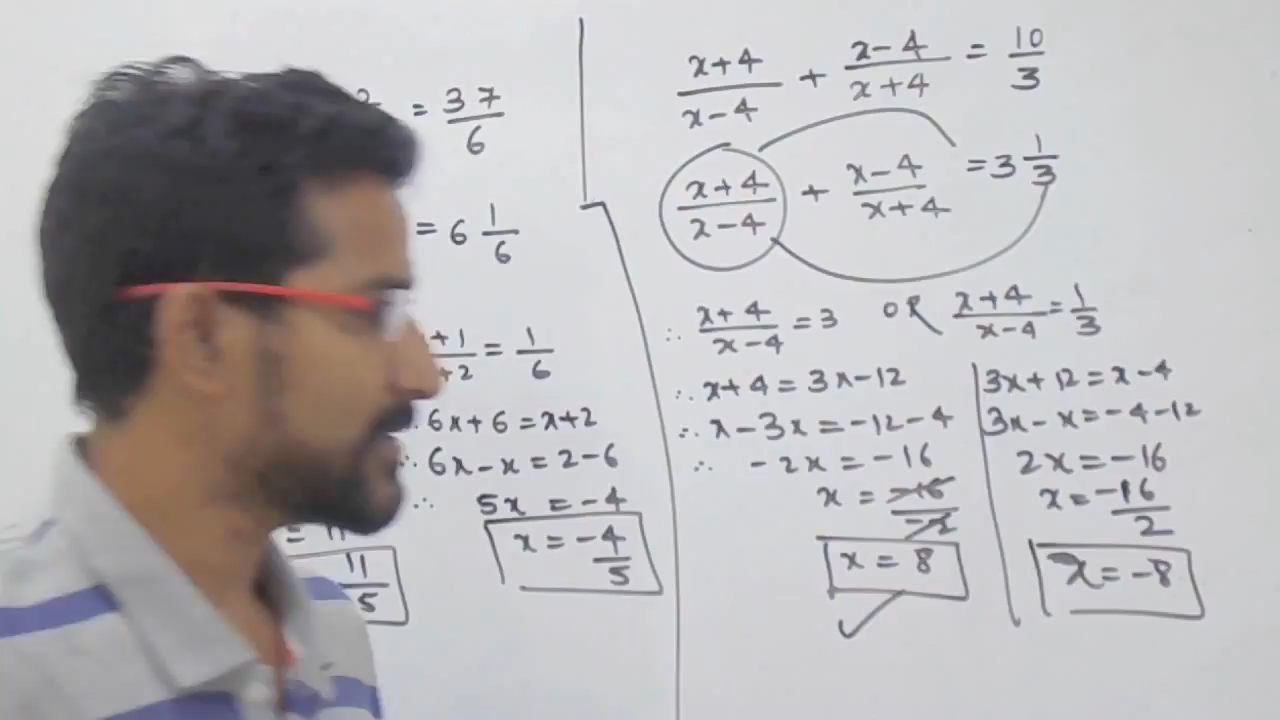 = 37/6
= 6 1/6
+1/+2 = 1/6
6x+6 = x+2
∴ 6x-x = 2-6
∴ 5x = -4
x = -4/5
= 11
11/5
x+4/x-4 + x-4/x+4 = 10/3
x+4/x-4 + x-4/x+4 = 3 1/3
∴ x+4/x-4 = 3 OR x+4/x-4 = 1/3
∴ x+4 = 3x-12
∴ x-3x = -12-4
∴ -2x = -16
x = -16/-2
x = 8
3x+12 = x-4
3x-x = -4-12
2x = -16
x = -16/2
x = -8